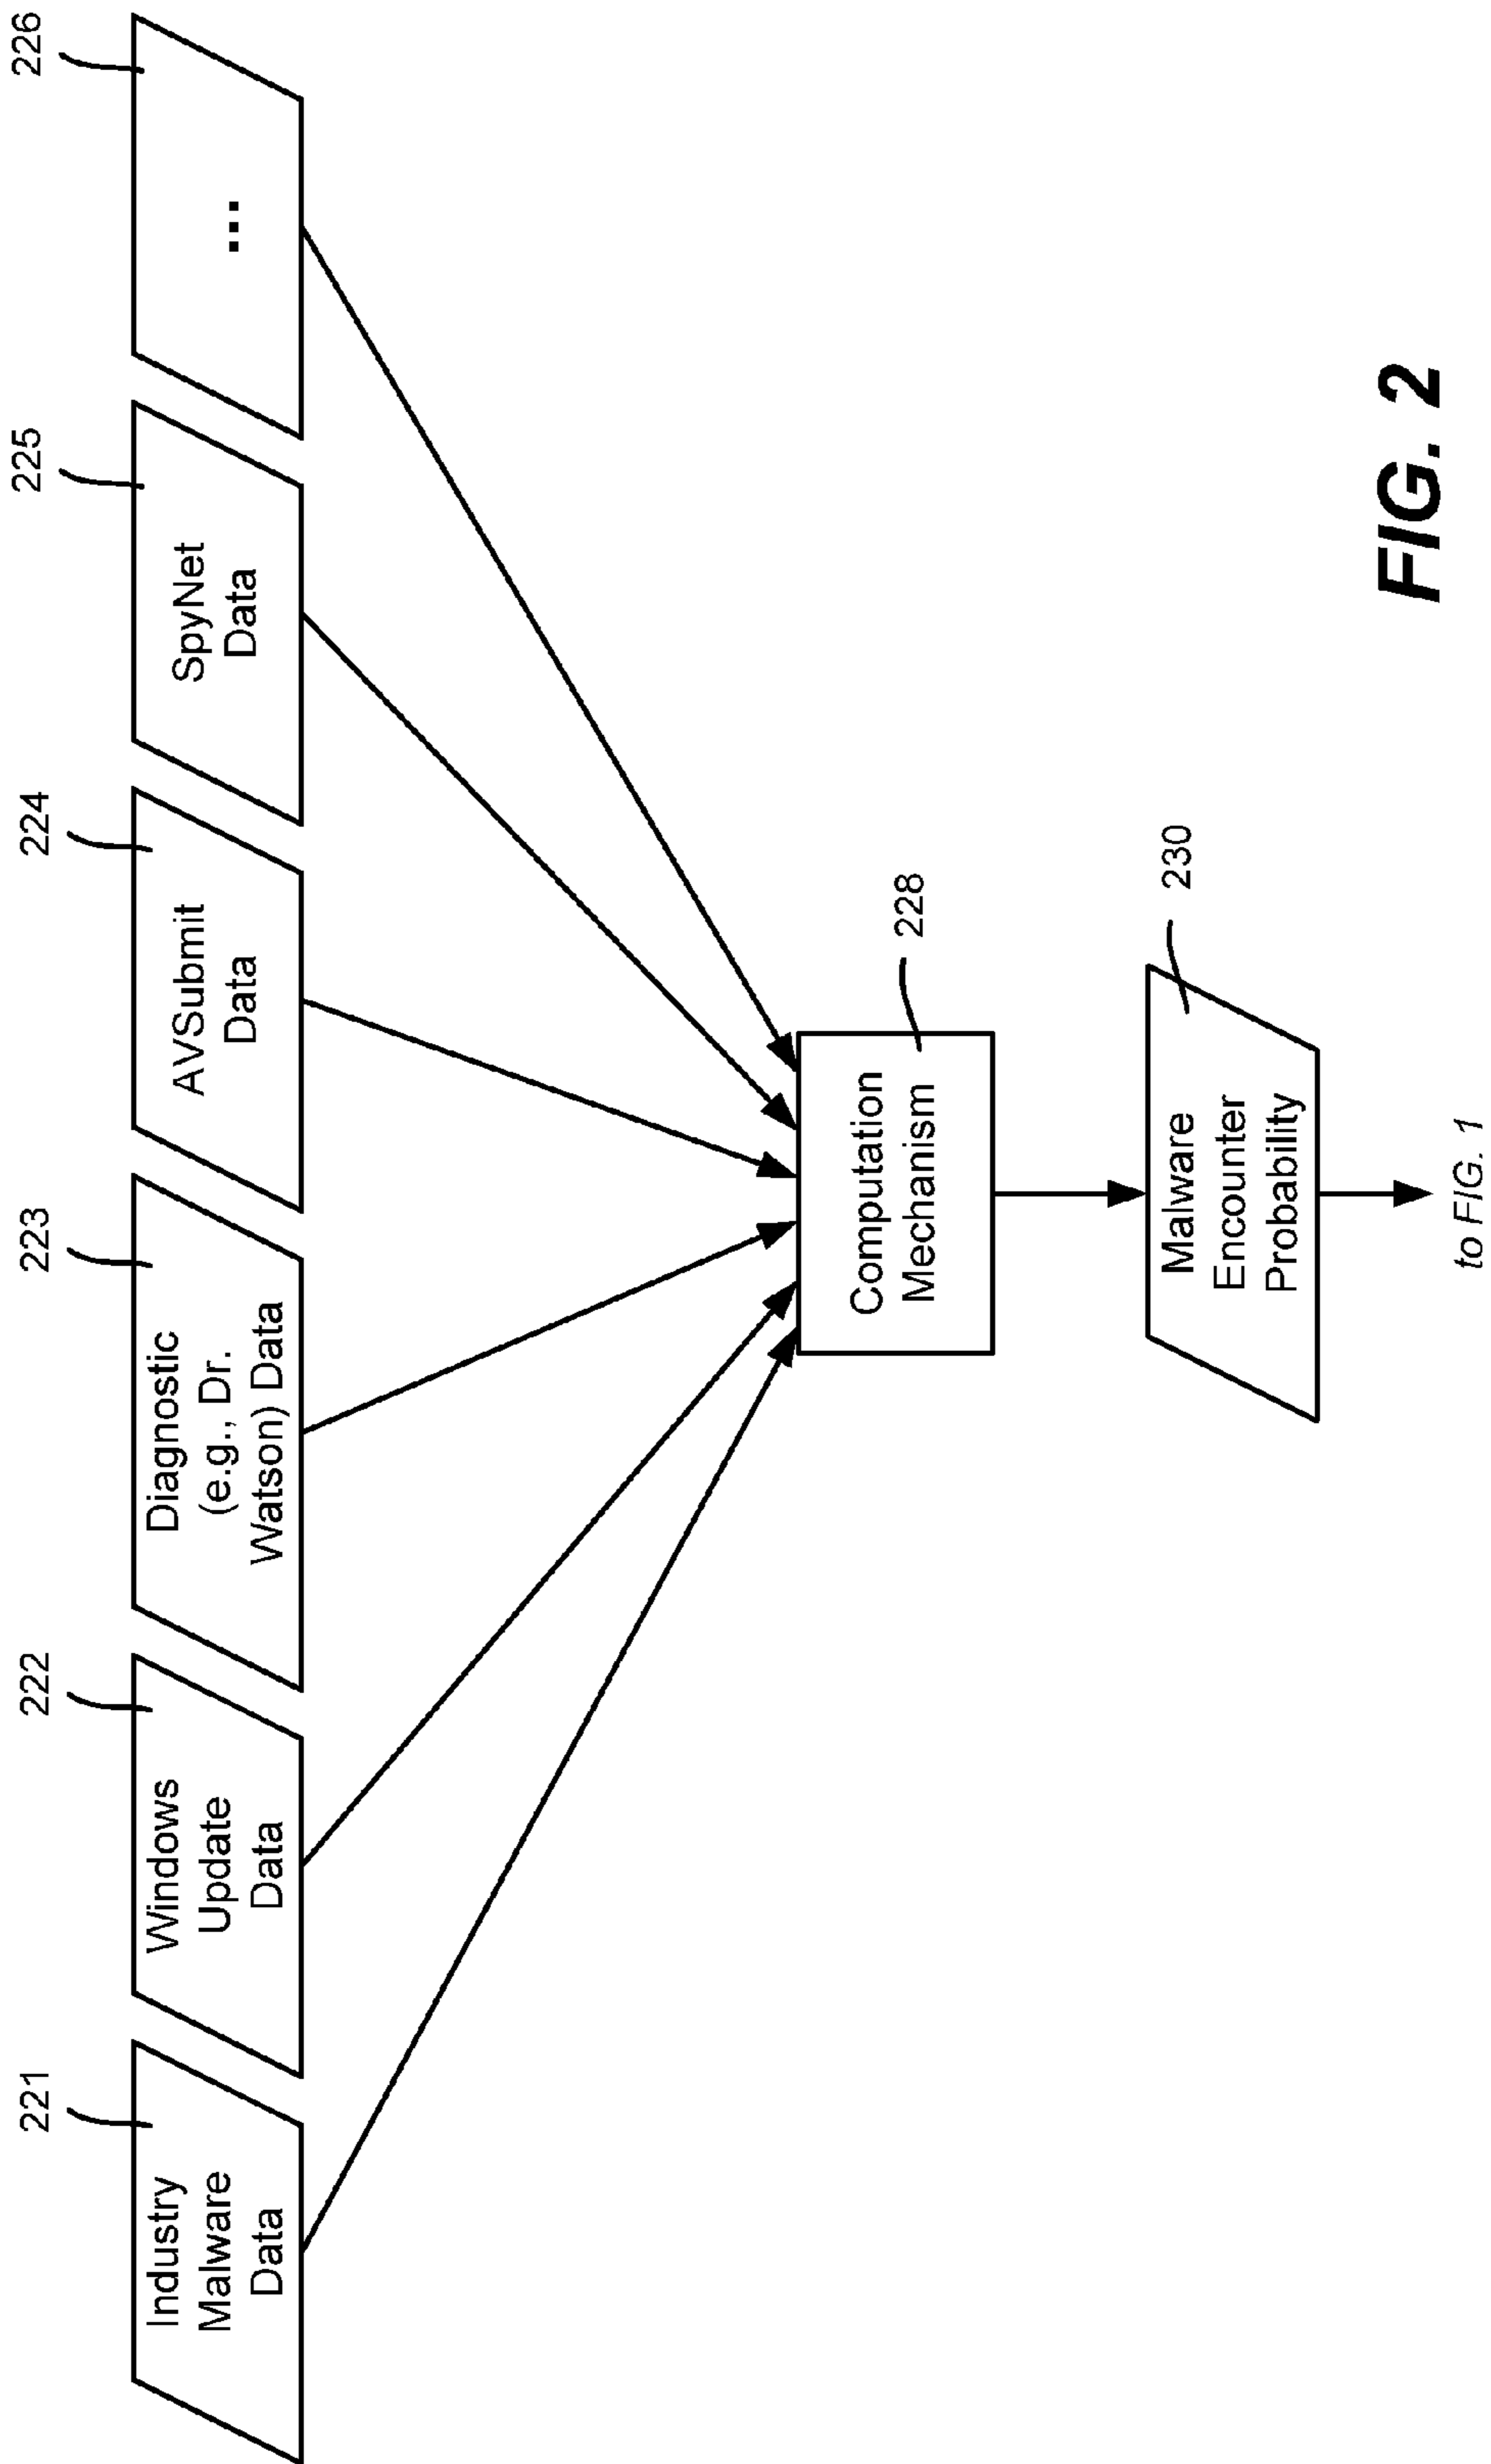 221
222
223
224
225
226
Industry
Malware
Data
Windows
Update
Data
Diagnostic
(e.g., Dr.
Watson) Data
AVSubmit
Data
SpyNet
Data
...
228
Computation
Mechanism
230
Malware
Encounter
Probability
to FIG. 1
FIG. 2